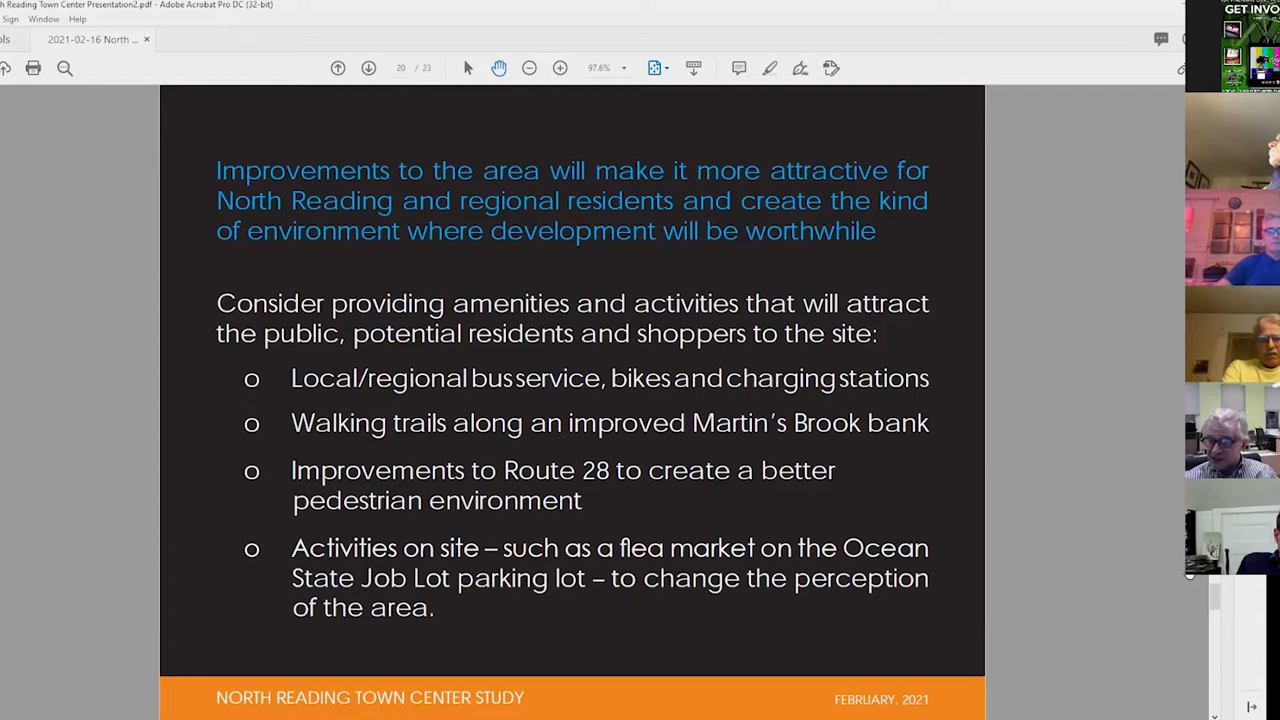 rth Reading Town Center Presentation2.pdf - Adobe Acrobat Pro DC (32-bit)
Sign Window Help
ols 2021-02-16 North ... ×
20 / 23 97.6%
GET INVO
Improvements to the area will make it more attractive for
North Reading and regional residents and create the kind
of environment where development will be worthwhile
Consider providing amenities and activities that will attract
the public, potential residents and shoppers to the site:
o Local/regional bus service, bikes and charging stations
o Walking trails along an improved Martin's Brook bank
o Improvements to Route 28 to create a better
pedestrian environment
o Activities on site – such as a flea market on the Ocean
State Job Lot parking lot – to change the perception
of the area.
NORTH READING TOWN CENTER STUDY FEBRUARY, 2021